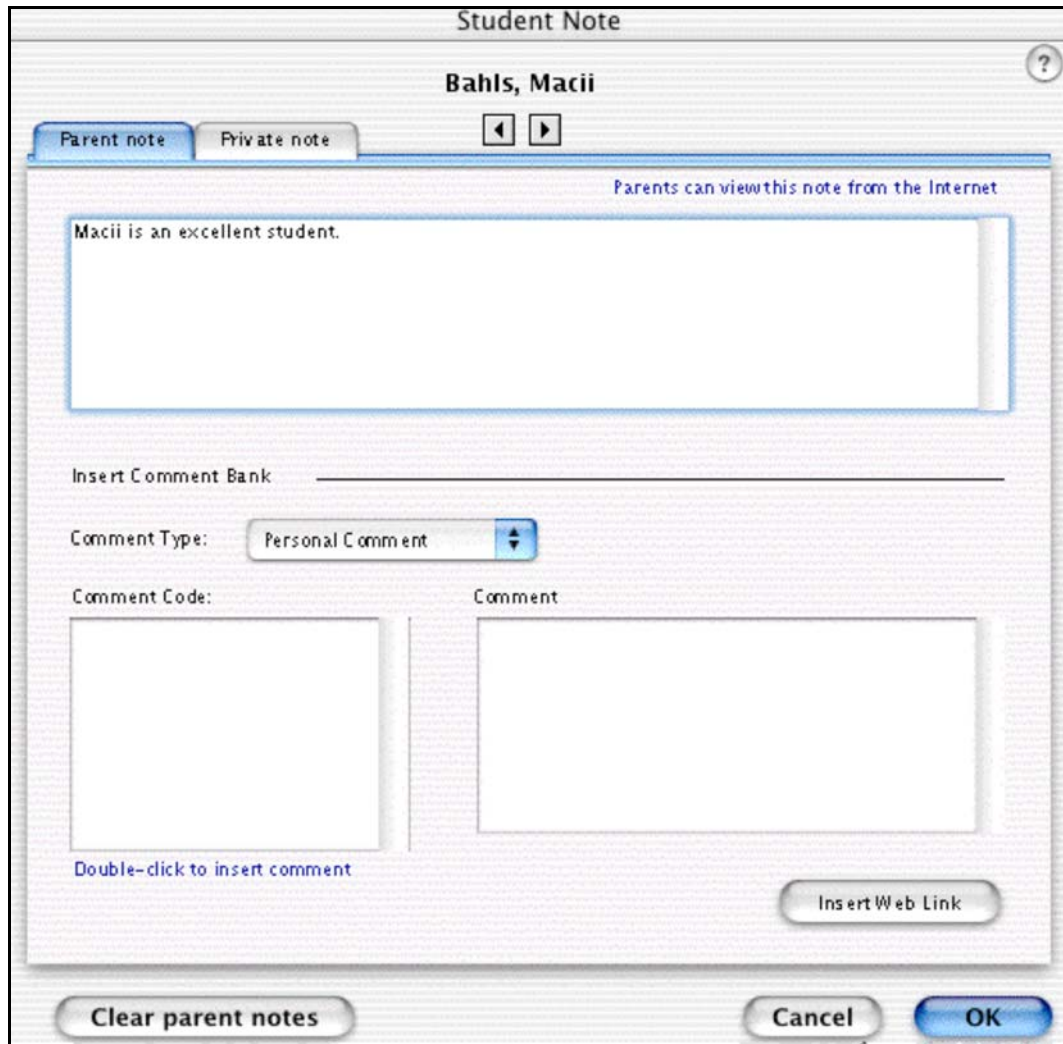 Student Note
?
Bahls, Macii
Parent note Private note
Parents can view this note from the Internet
Macii is an excellent student.
Insert Comment Bank
Comment Type: Personal Comment
Comment Code: Comment
Double-click to insert comment
Insert Web Link
Clear parent notes Cancel OK